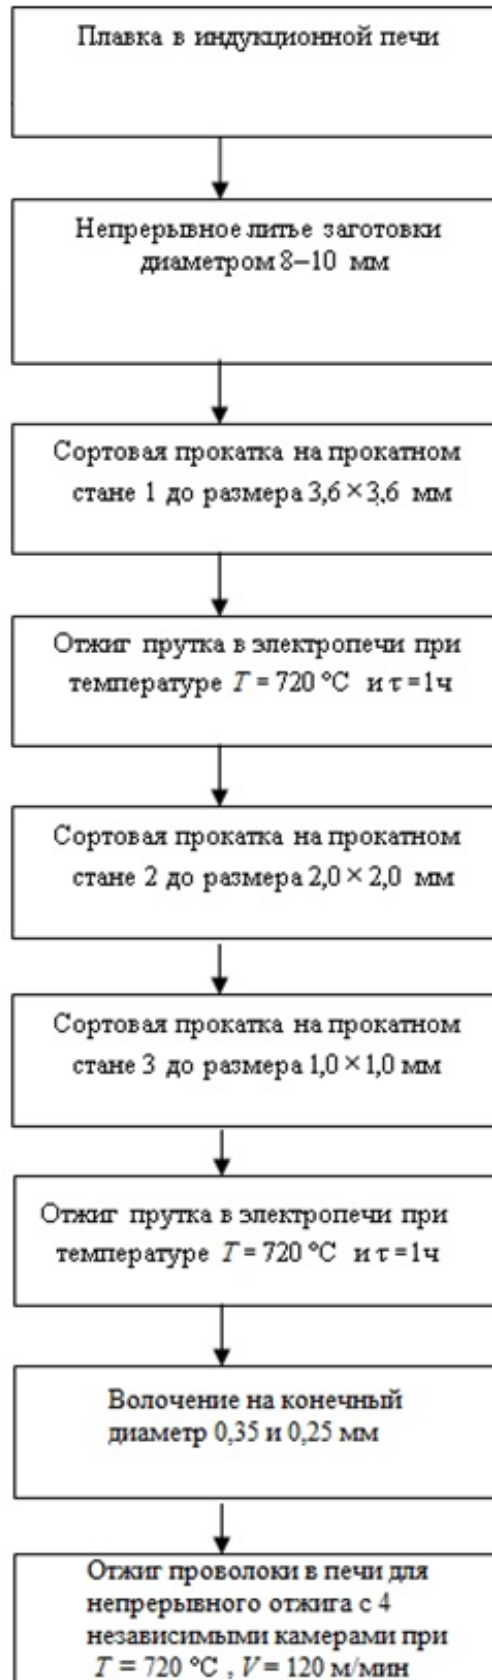 Плавка в индукционной печи
Непрерывное литье заготовки
диаметром 8–10 мм
Сортовая прокатка на прокатном
стане 1 до размера 3,6 × 3,6 мм
Отжиг прутка в электропечи при
температуре T = 720 °С и τ =1ч
Сортовая прокатка на прокатном
стане 2 до размера 2,0 × 2,0 мм
Сортовая прокатка на прокатном
стане 3 до размера 1,0 × 1,0 мм
Отжиг прутка в электропечи при
температуре T = 720 °С и τ =1ч
Волочение на конечный
диаметр 0,35 и 0,25 мм
Отжиг проволоки в печи для
непрерывного отжига с 4
независимыми камерами при
T = 720 °С , V = 120 м/мин